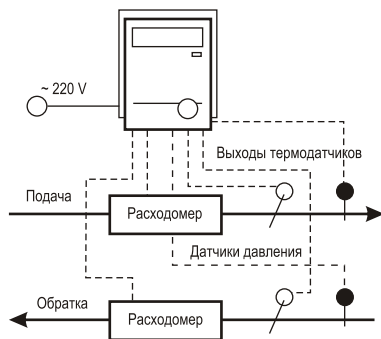 ~ 220 V
Выходы термодатчиков
Подача
Расходомер
Датчики давления
Обратка
Расходомер